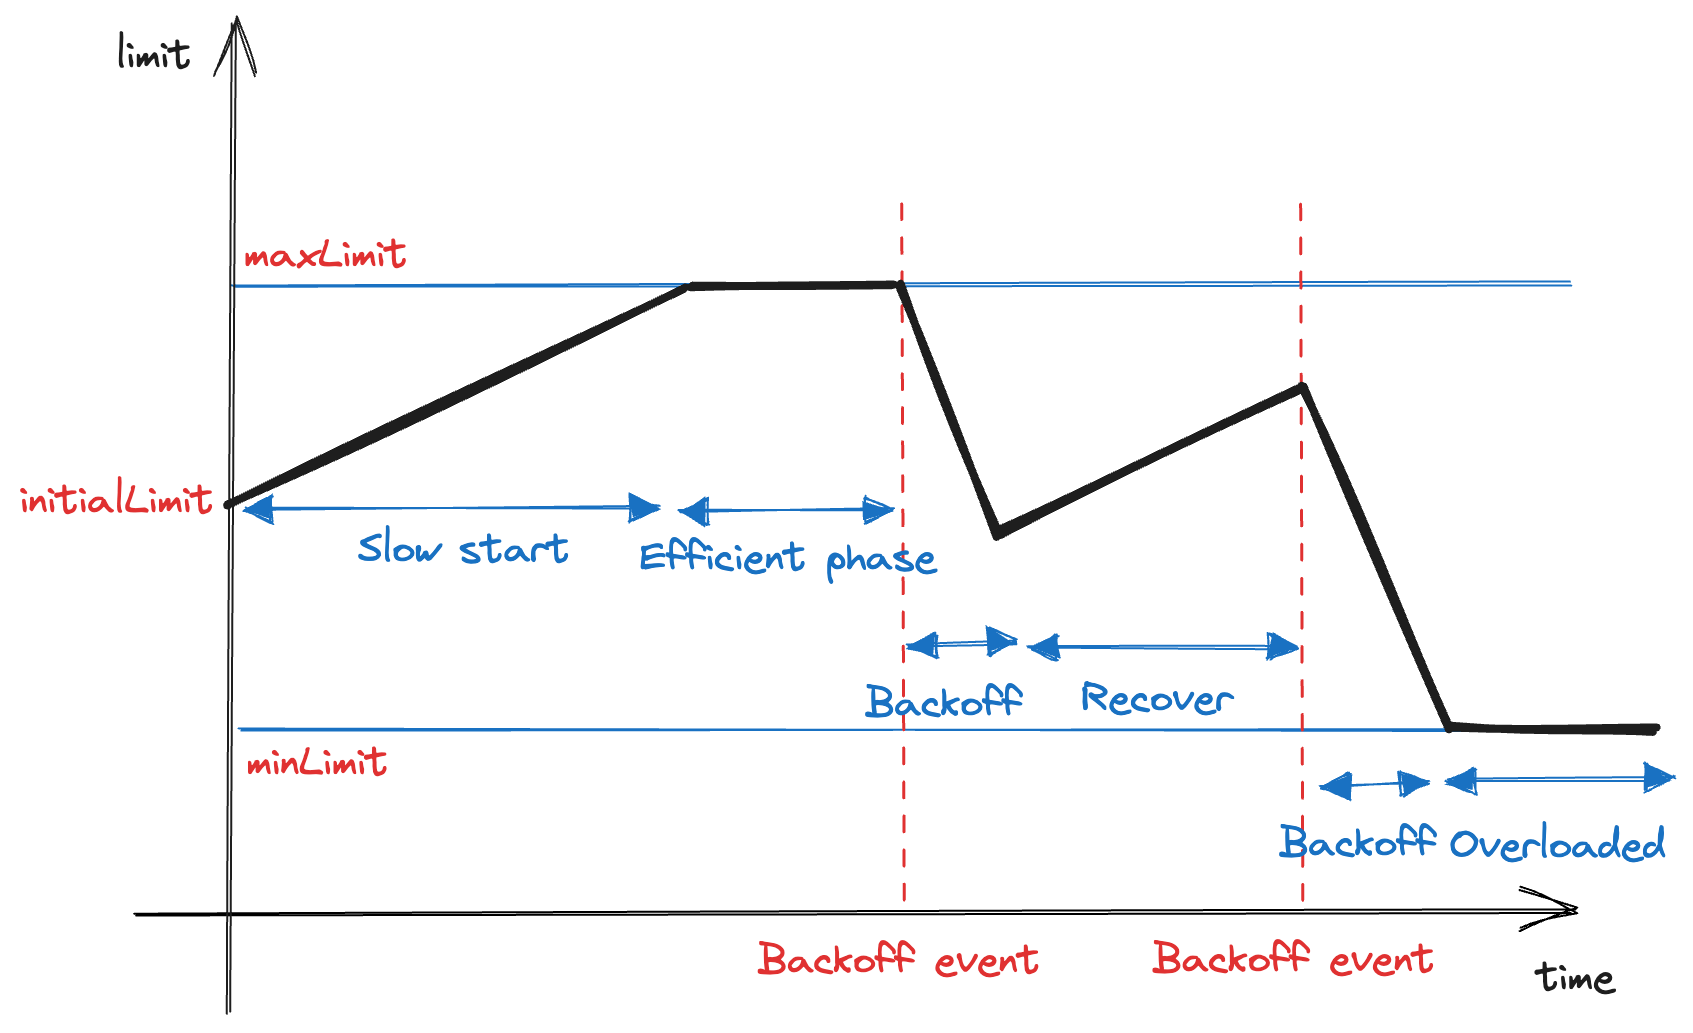 limit
maxLimit
initialLimit
Slow start
Efficient phase
Backoff
Recover
minLimit
Backoff
Overloaded
Backoff event
Backoff event
time